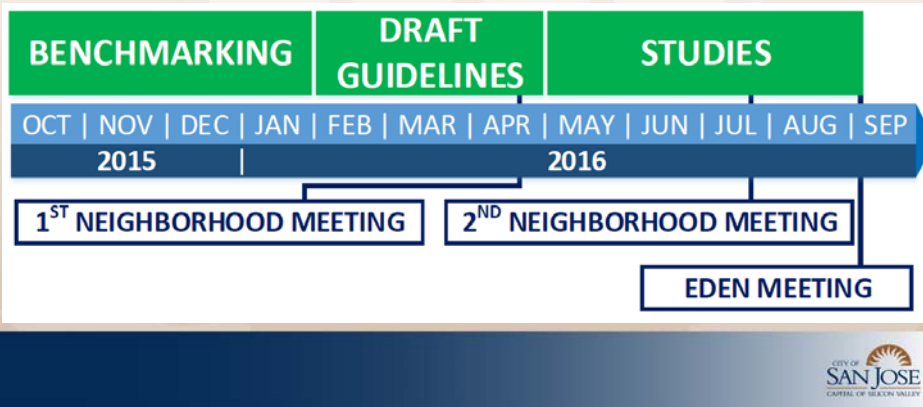 BENCHMARKING
DRAFT
GUIDELINES
STUDIES
OCT | NOV | DEC | JAN | FEB | MAR | APR | MAY | JUN | JUL | AUG | SEP
2015 | 2016
1ST NEIGHBORHOOD MEETING
2ND NEIGHBORHOOD MEETING
EDEN MEETING
CITY OF
SAN JOSE
CAPITAL OF SILICON VALLEY